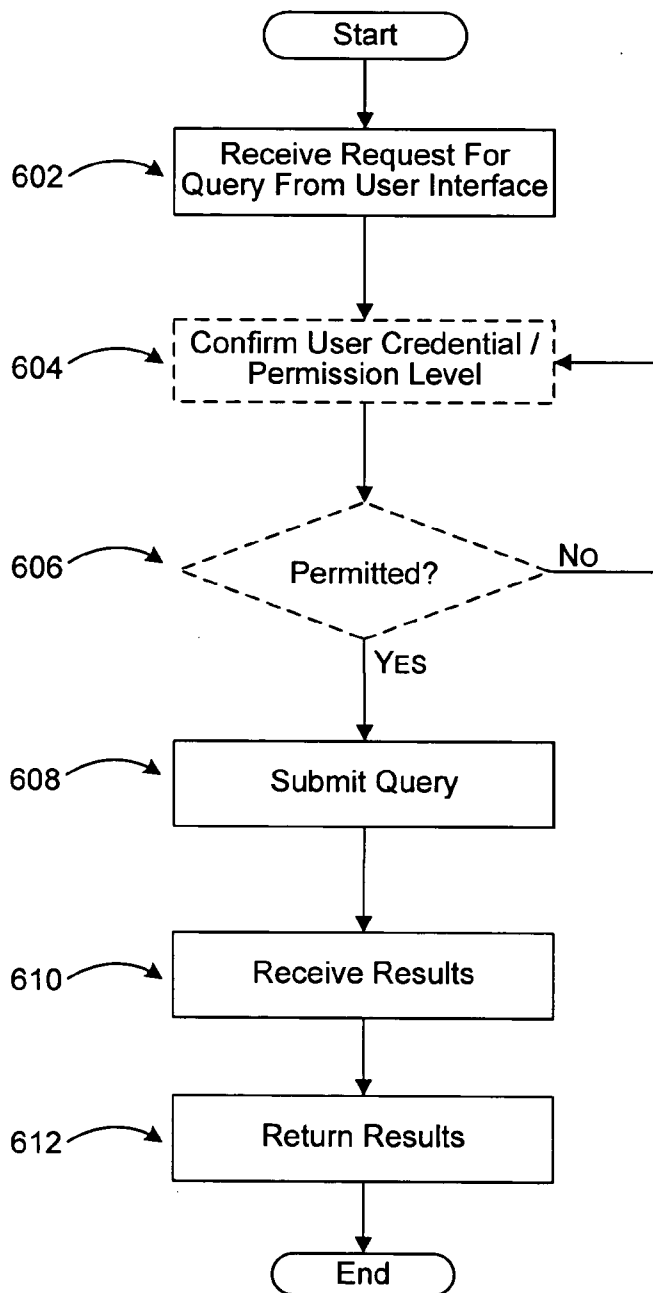 Start
602
Receive Request For
Query From User Interface
604
Confirm User Credential /
Permission Level
606
Permitted?
No
YES
608
Submit Query
610
Receive Results
612
Return Results
End